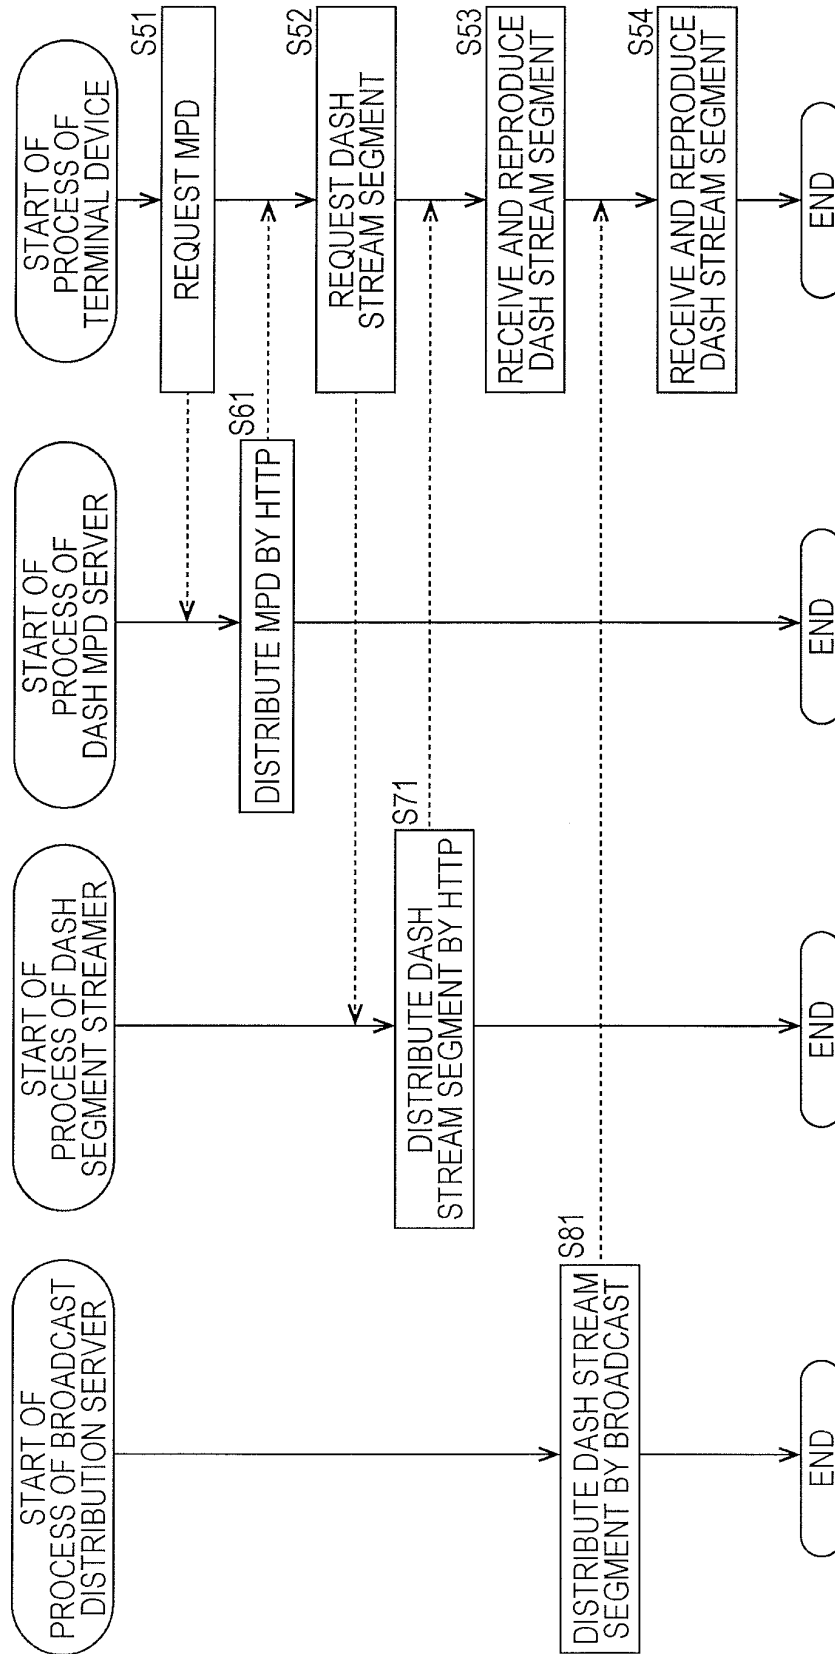 START OF
PROCESS OF BROADCAST
DISTRIBUTION SERVER
DISTRIBUTE DASH STREAM
SEGMENT BY BROADCAST
S81
END
START OF
PROCESS OF DASH
SEGMENT STREAMER
DISTRIBUTE DASH
STREAM SEGMENT BY HTTP
S71
END
START OF
PROCESS OF
DASH MPD SERVER
DISTRIBUTE MPD BY HTTP
S61
END
START OF
PROCESS OF
TERMINAL DEVICE
REQUEST MPD
S51
REQUEST DASH
STREAM SEGMENT
S52
RECEIVE AND REPRODUCE
DASH STREAM SEGMENT
S53
RECEIVE AND REPRODUCE
DASH STREAM SEGMENT
S54
END